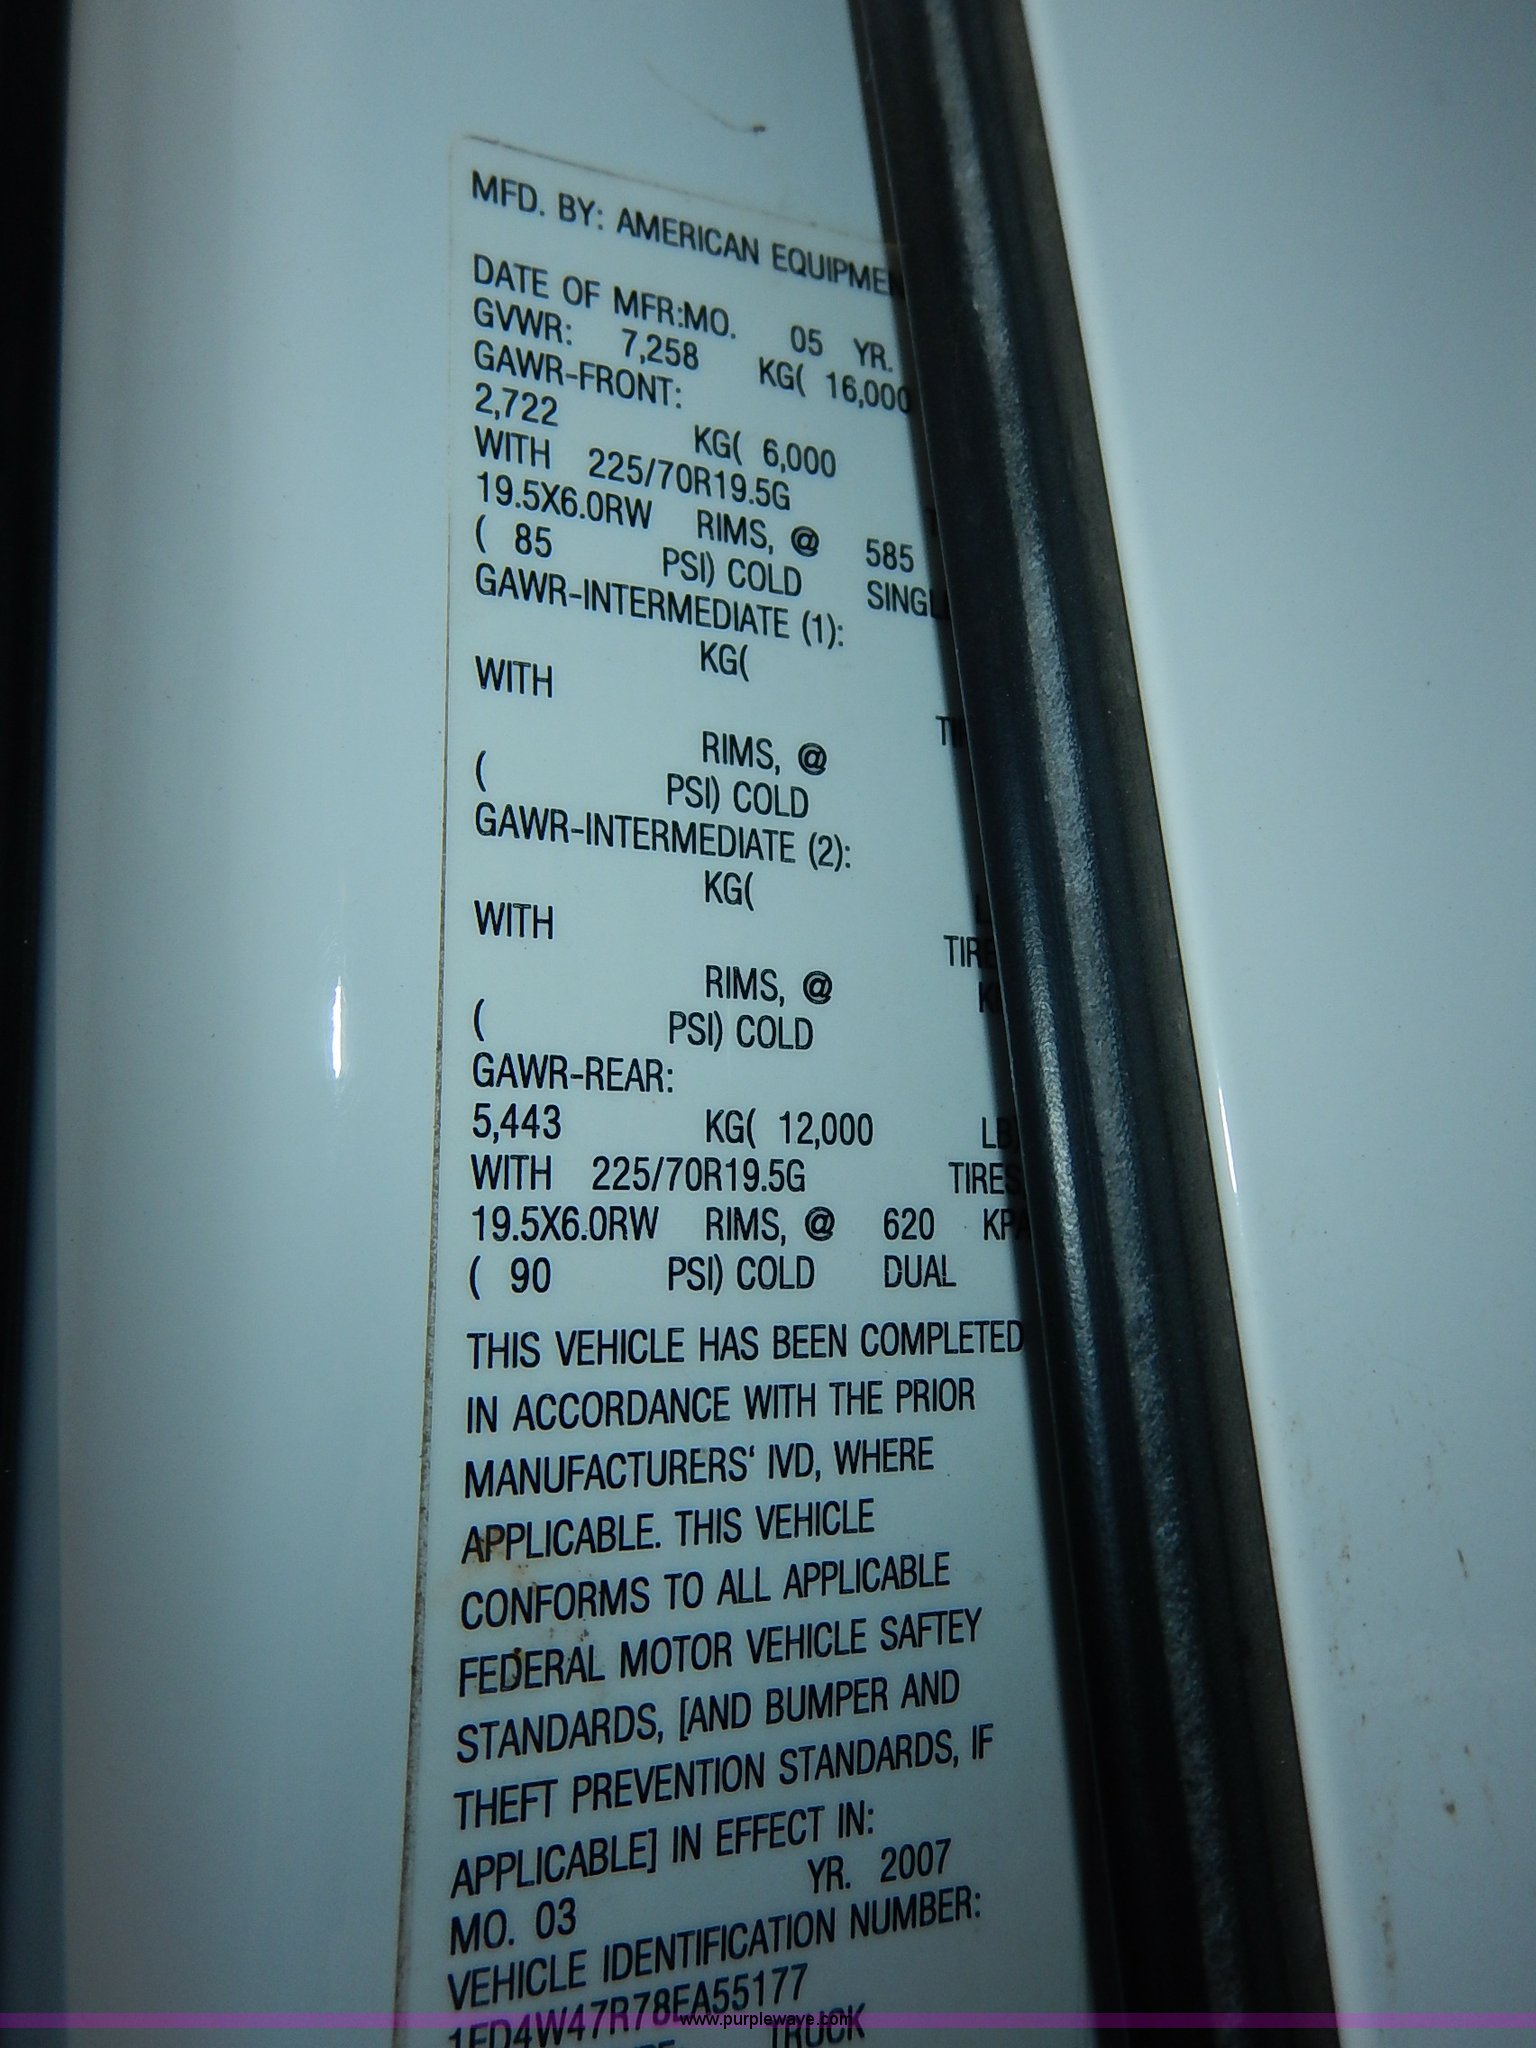 MFD. BY: AMERICAN
DATE OF MFR:MO. 05 YR.
GVWR: 7,258 KG( 16,000
GAWR-FRONT:
2,722 KG( 6,000
WITH 225/70R19.5G
19.5X6.0RW RIMS, @ 585
( 85 PSI) COLD
GAWR-INTERMEDIATE (1):
KG(
WITH
RIMS, @
( PSI) COLD
GAWR-INTERMEDIATE (2):
KG(
WITH
RIMS, @
( PSI) COLD
GAWR-REAR:
5,443 KG( 12,000 LB)
WITH 225/70R19.5G TIRES,
19.5X6.0RW RIMS, @ 620 KPA
( 90 PSI) COLD DUAL
THIS VEHICLE HAS BEEN COMPLETED
IN ACCORDANCE WITH THE PRIOR
MANUFACTURERS' IVD, WHERE
APPLICABLE. THIS VEHICLE
CONFORMS TO ALL APPLICABLE
FEDERAL MOTOR VEHICLE SAFTEY
STANDARDS, [AND BUMPER AND
THEFT PREVENTION STANDARDS, IF
APPLICABLE] IN EFFECT IN:
MO. 03 YR. 2007
VEHICLE IDENTIFICATION NUMBER:
1FD4W47R78EA55177
TRUCK
www.purplewave.com